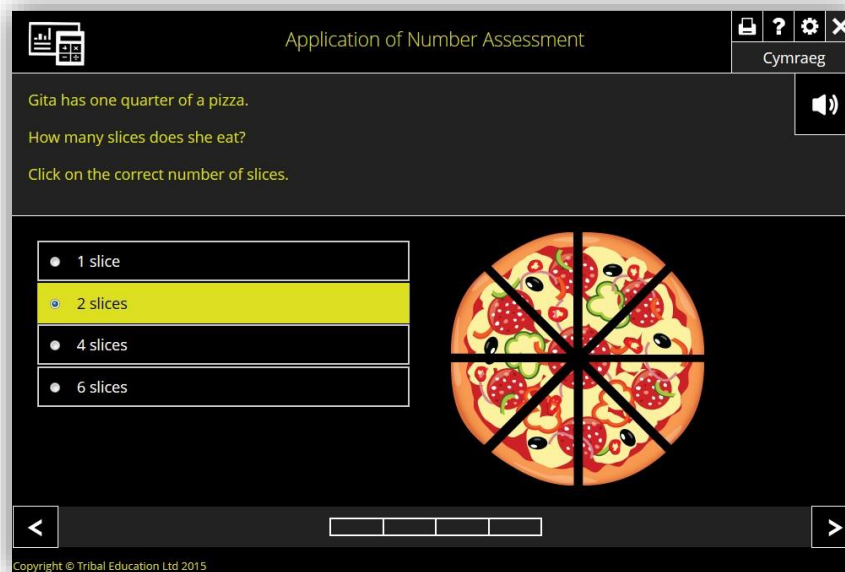 Application of Number Assessment
?
Cymraeg
Gita has one quarter of a pizza.
How many slices does she eat?
Click on the correct number of slices.
1 slice
2 slices
4 slices
6 slices
<
>
Copyright © Tribal Education Ltd 2015